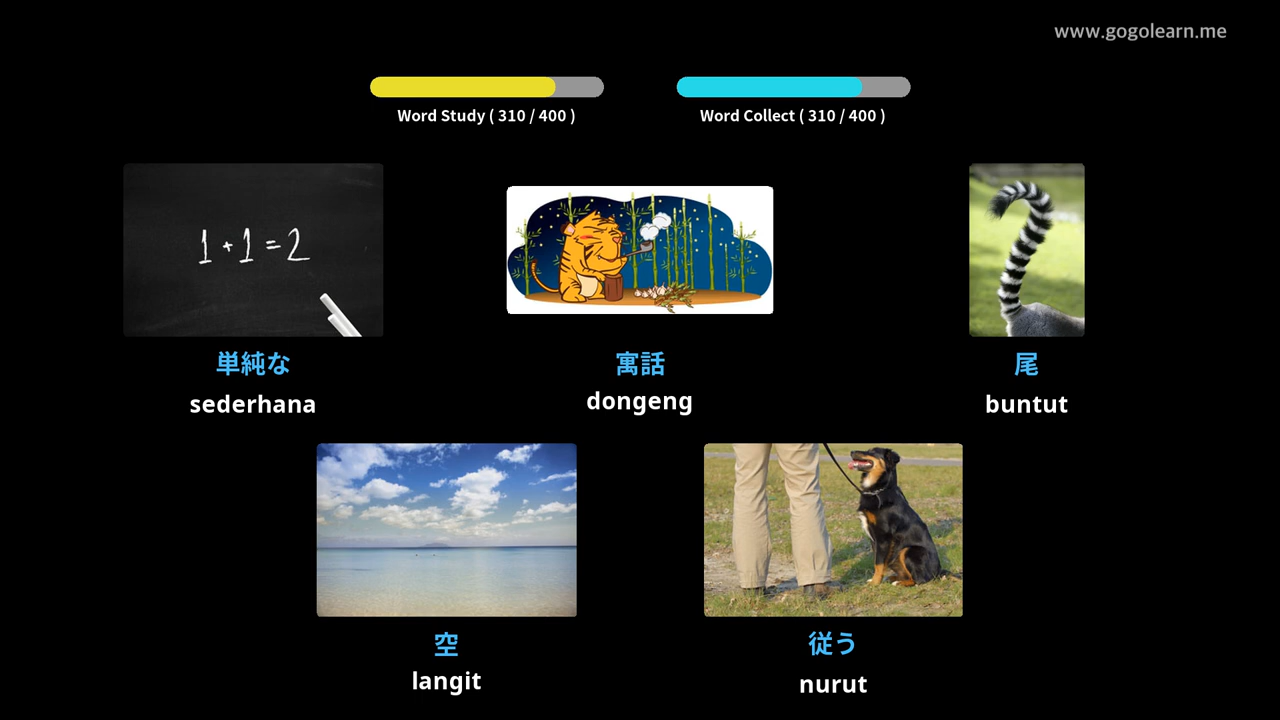 www.gogolearn.me
Word Study ( 310 / 400 )
Word Collect ( 310 / 400 )
1+1=2
単純な
sederhana
寓話
dongeng
尾
buntut
空
langit
従う
nurut